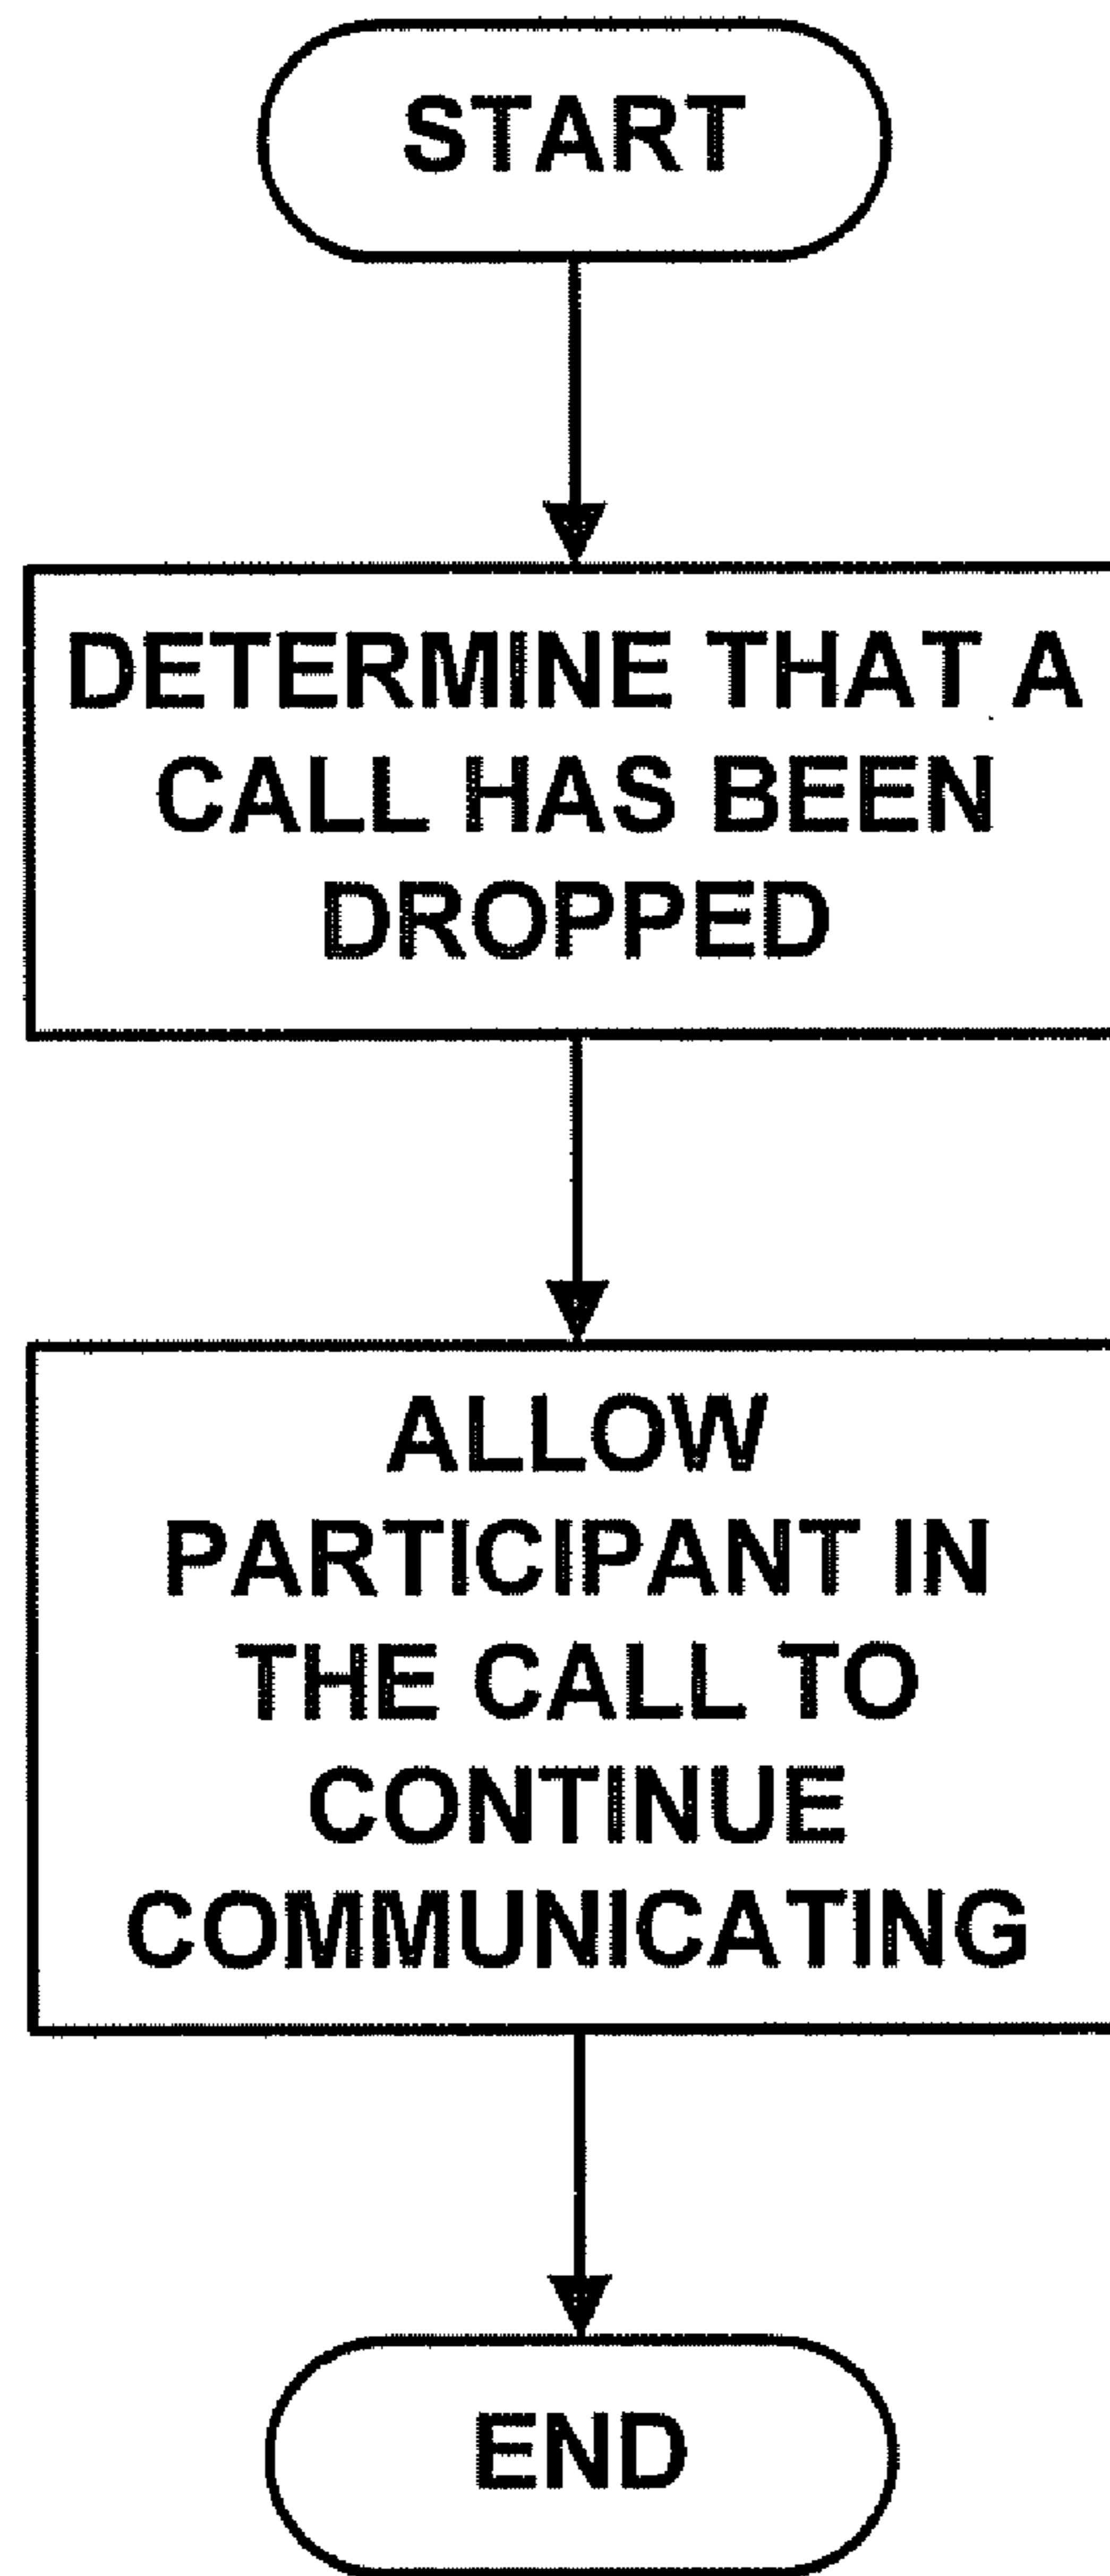 START
DETERMINE THAT A
CALL HAS BEEN
DROPPED
ALLOW
PARTICIPANT IN
THE CALL TO
CONTINUE
COMMUNICATING
END